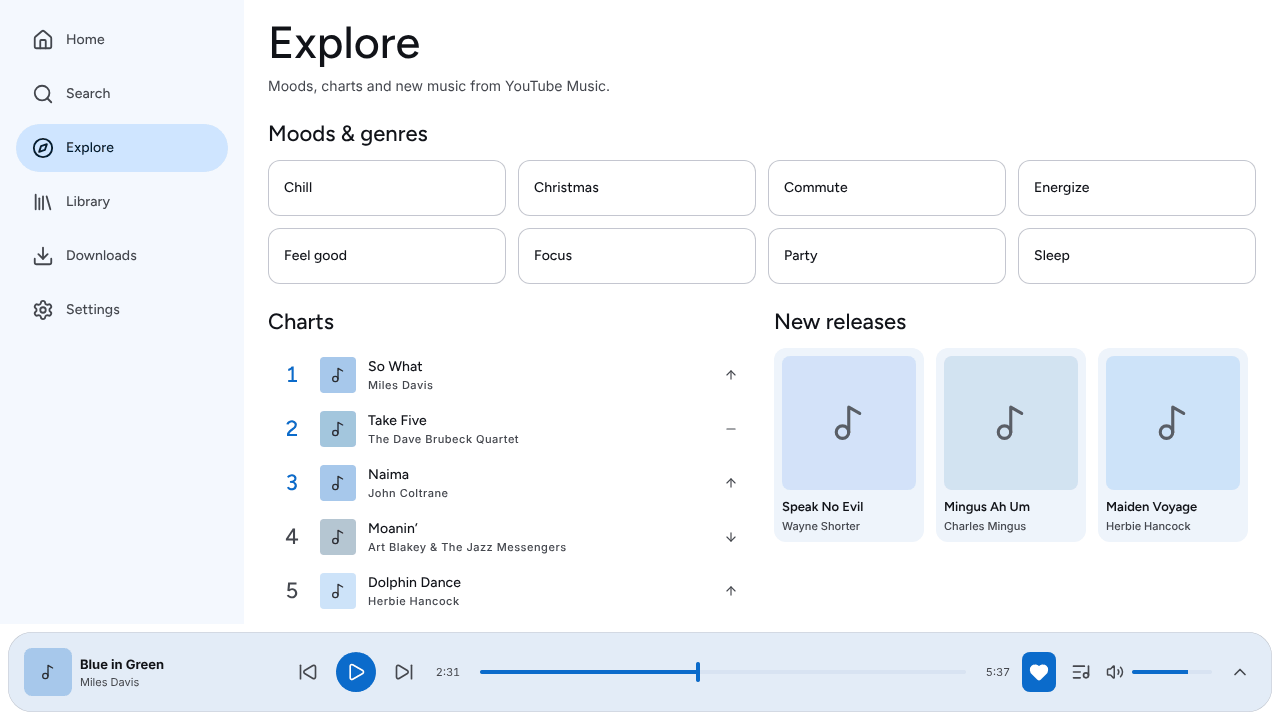 Home
Search
Explore
Library
Downloads
Settings
Explore
Moods, charts and new music from YouTube Music.
Moods & genres
Chill
Christmas
Commute
Energize
Feel good
Focus
Party
Sleep
Charts
1
So What
Miles Davis
2
Take Five
The Dave Brubeck Quartet
3
Naima
John Coltrane
4
Moanin’
Art Blakey & The Jazz Messengers
5
Dolphin Dance
Herbie Hancock
New releases
Speak No Evil
Wayne Shorter
Mingus Ah Um
Charles Mingus
Maiden Voyage
Herbie Hancock
Blue in Green
Miles Davis
2:31
5:37